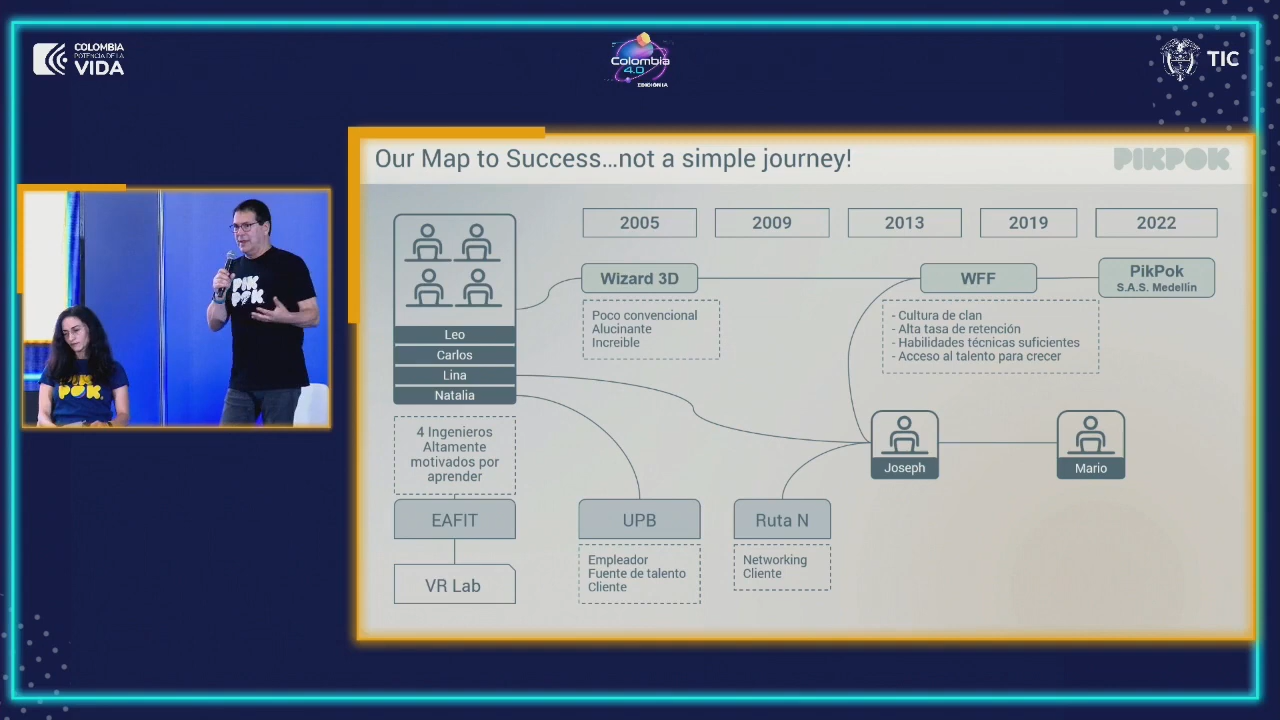 COLOMBIA
POTENCIA DE LA
VIDA
Colombia
4.0
TIC
Our Map to Success...not a simple journey!
PIKPOK
2005
2009
2013
2019
2022
Wizard 3D
WFF
PikPok
S.A.S. Medellín
Poco convencional
Alucinante
Increible
- Cultura de clan
- Alta tasa de retención
- Habilidades técnicas suficientes
- Acceso al talento para crecer
Leo
Carlos
Lina
Natalia
4 Ingenieros
Altamente
motivados por
aprender
Joseph
Mario
EAFIT
UPB
Ruta N
VR Lab
Empleador
Fuente de talento
Cliente
Networking
Cliente
PIK
POK
PIK
POK